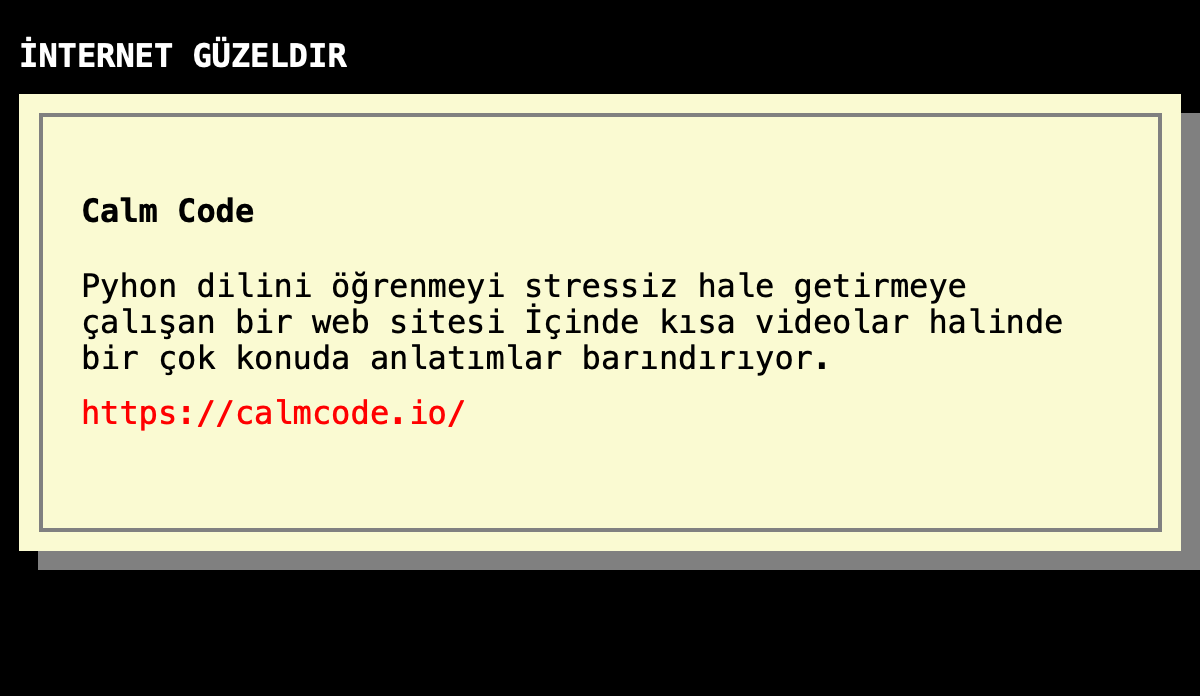 İNTERNET GÜZELDIR
Calm Code
Pyhon dilini öğrenmeyi stressiz hale getirmeye
çalışan bir web sitesi İçinde kısa videolar halinde
bir çok konuda anlatımlar barındırıyor.
https://calmcode.io/